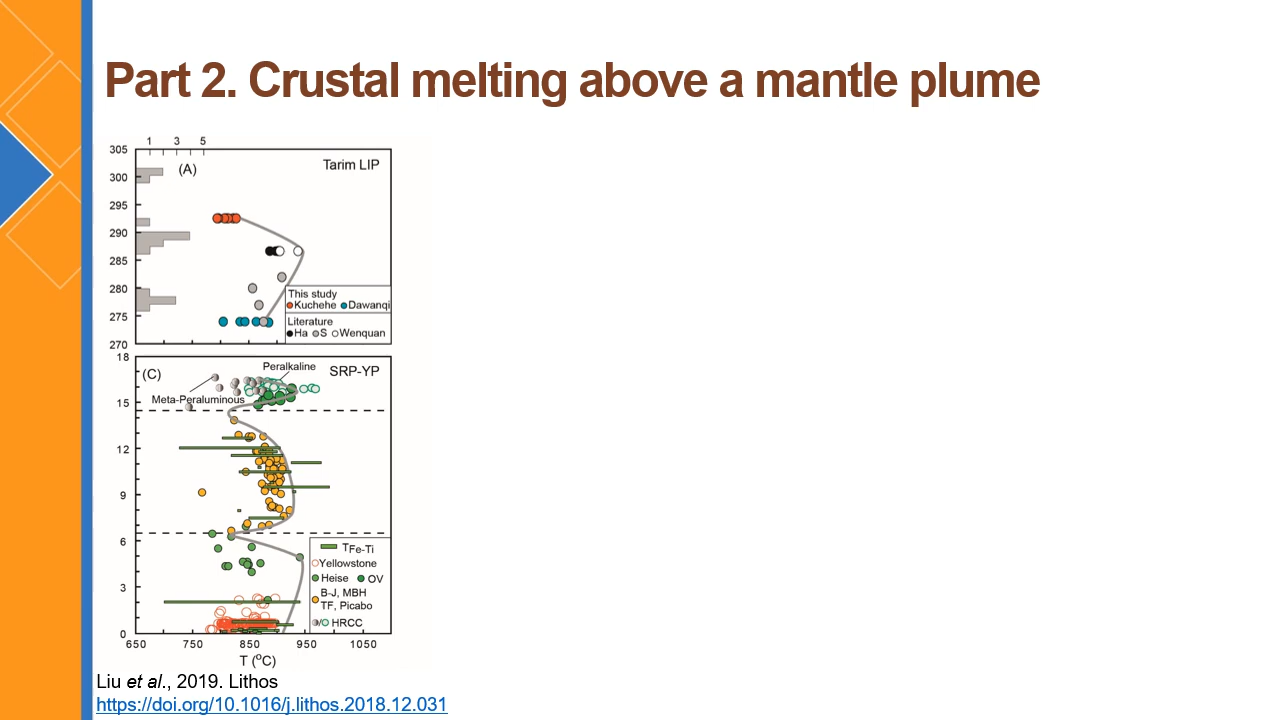 Part 2. Crustal melting above a mantle plume
1 3 5
305
(A)
Tarim LIP
300
295
290
285
280
This study
Kuchehe Dawanqi
275
Literature
Ha S Wenquan
270
18
(C)
Peralkaline
SRP-YP
Meta-Peraluminous
15
12
9
6
TFe-Ti
Yellowstone
Heise OV
3
B-J, MBH
TF, Picabo
/ HRCC
0
650 750 850 950 1050
T (°C)
Liu et al., 2019. Lithos
https://doi.org/10.1016/j.lithos.2018.12.031